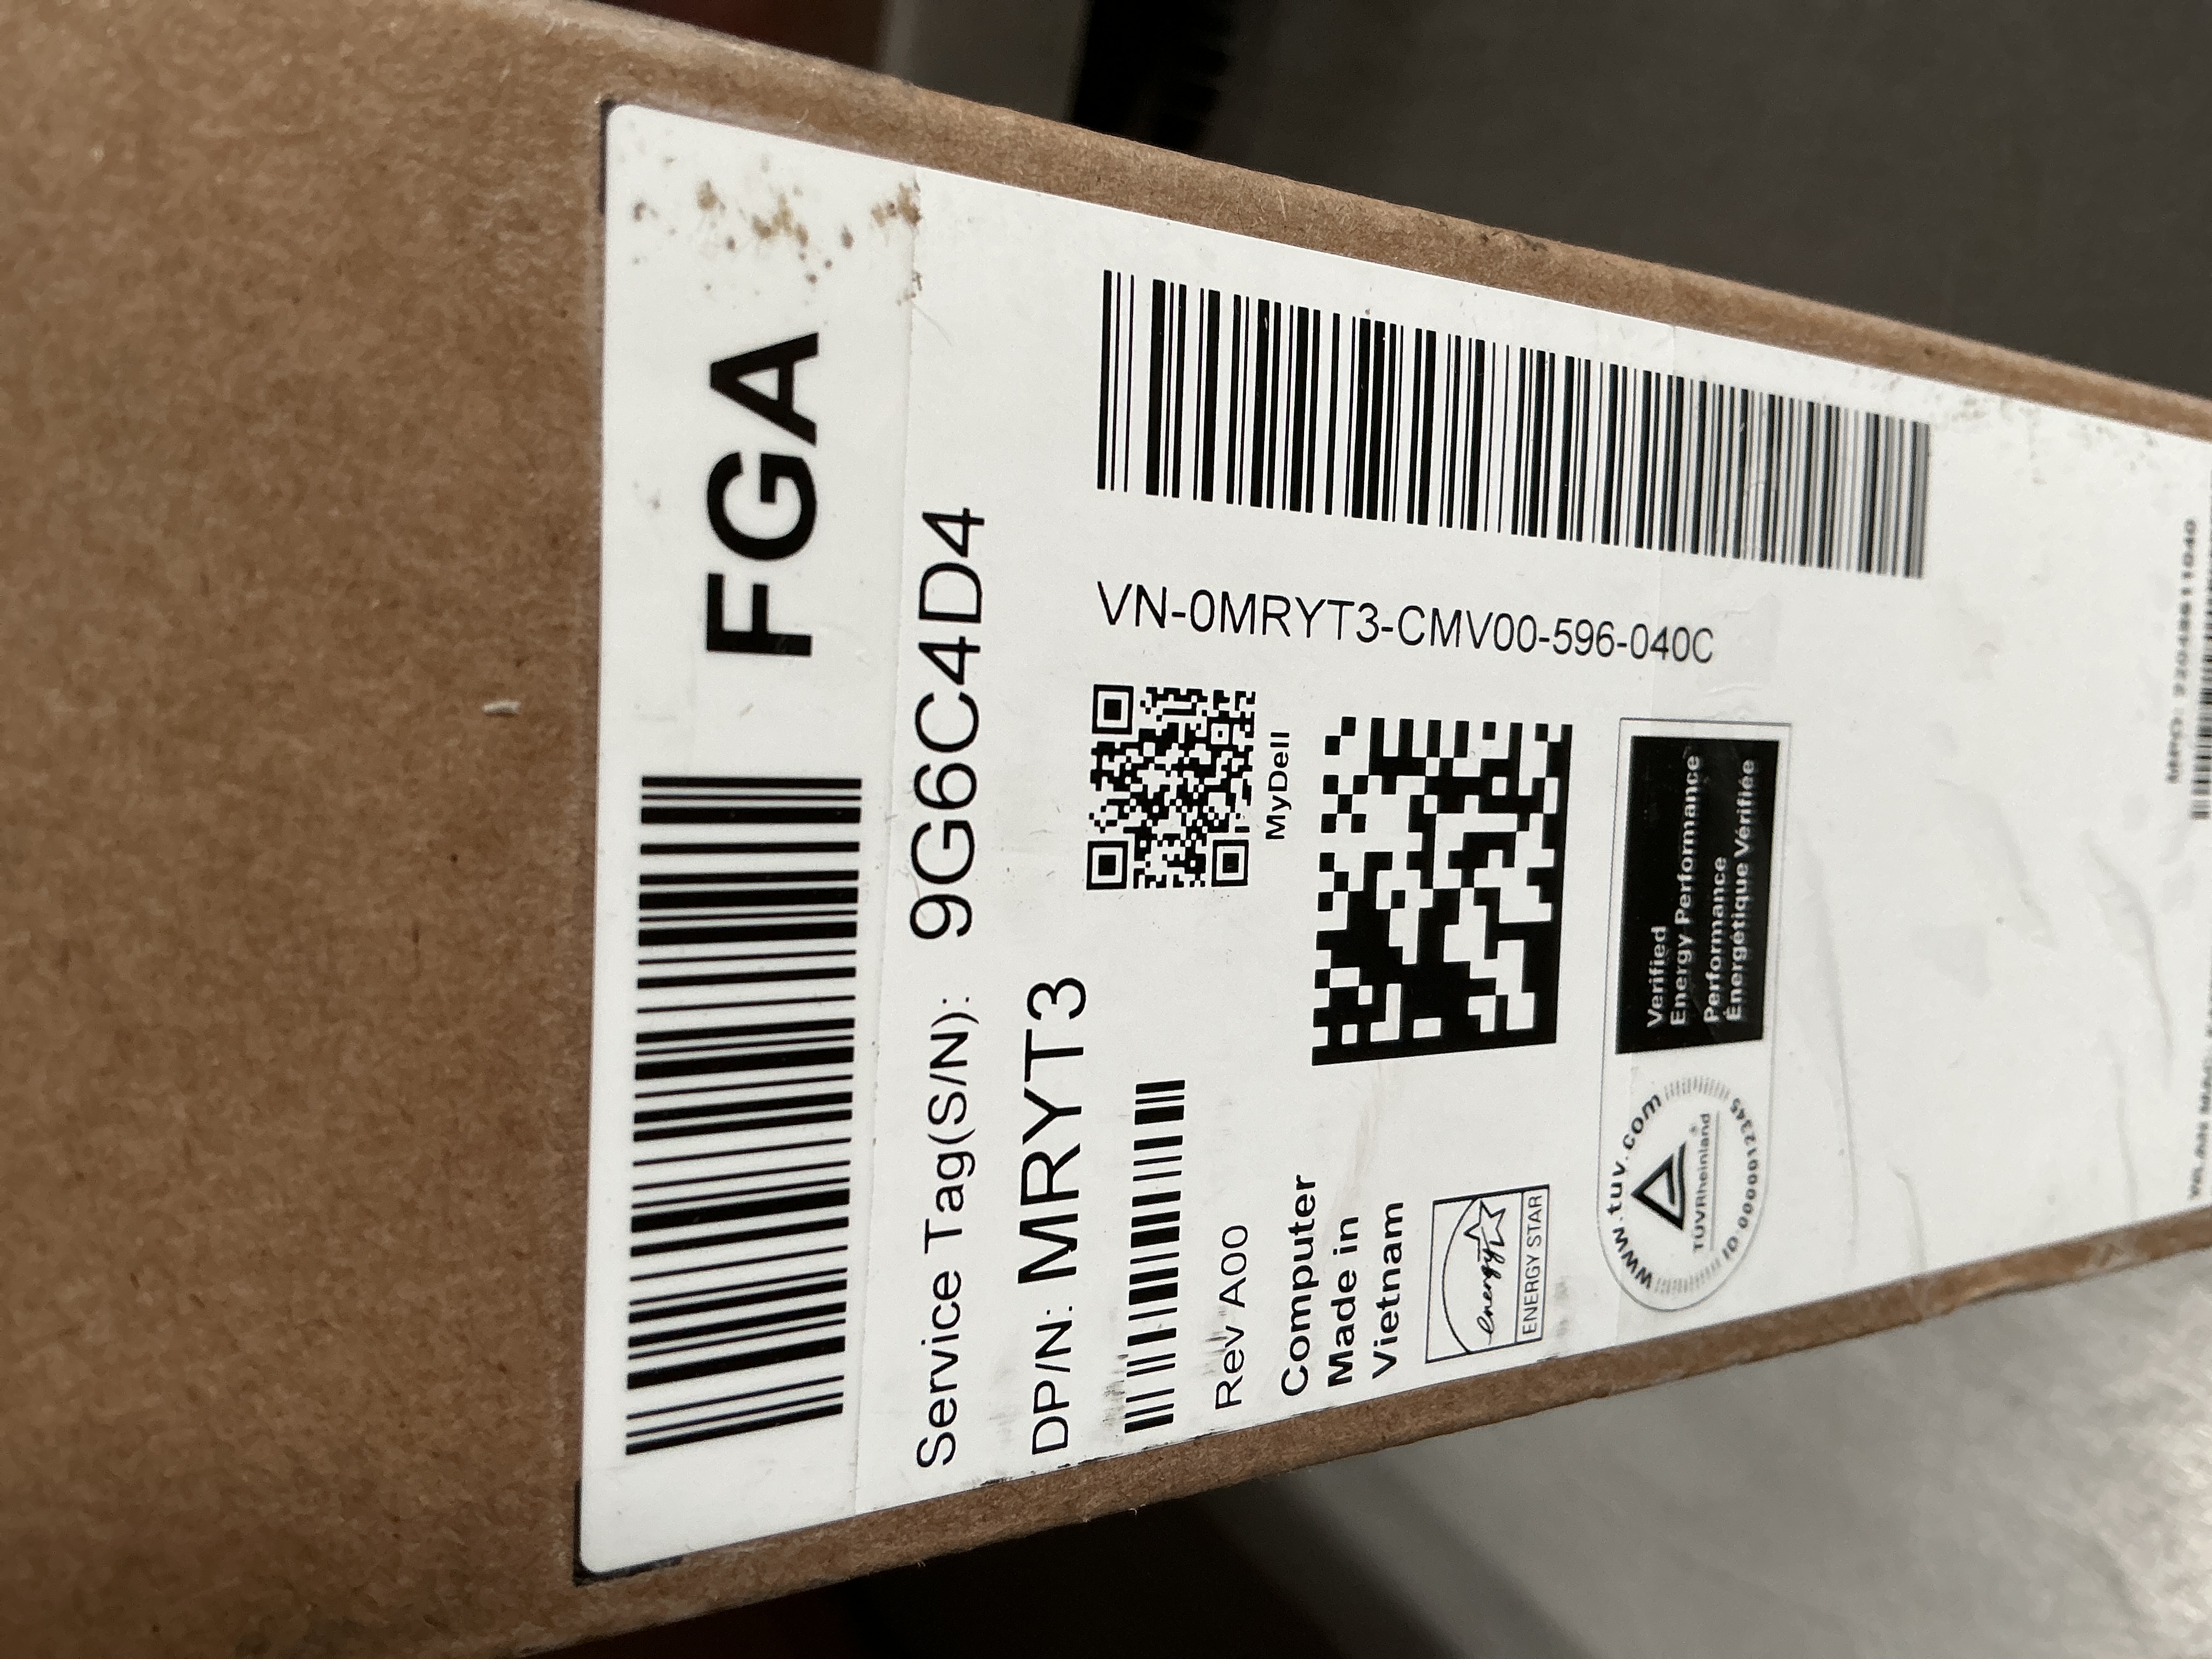 FGA
Service Tag(S/N): 9G6C4D4
DP/N: MRYT3
Rev A00
MyDell
VN-0MRYT3-CMV00-596-040C
Computer
Made in
Vietnam
energy
ENERGY STAR
www.tuv.com
TÜVRheinland
ID 0000012345
Verified
Energy Performance
Performance
Énergétique Vérifiée